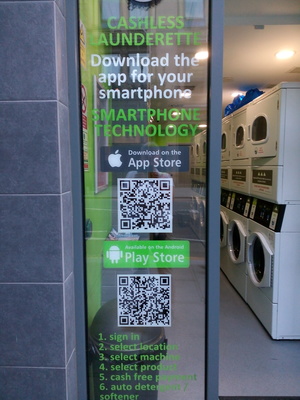 CASHLESS
LAUNDERETTE
Download the
app for your
smartphone
SMARTPHONE
TECHNOLOGY
Download on the
App Store
Available on the Android
Play Store
1. sign in
2. select location
3. select machine
4. select product
5. cash free payment
6. auto detergent /
softener